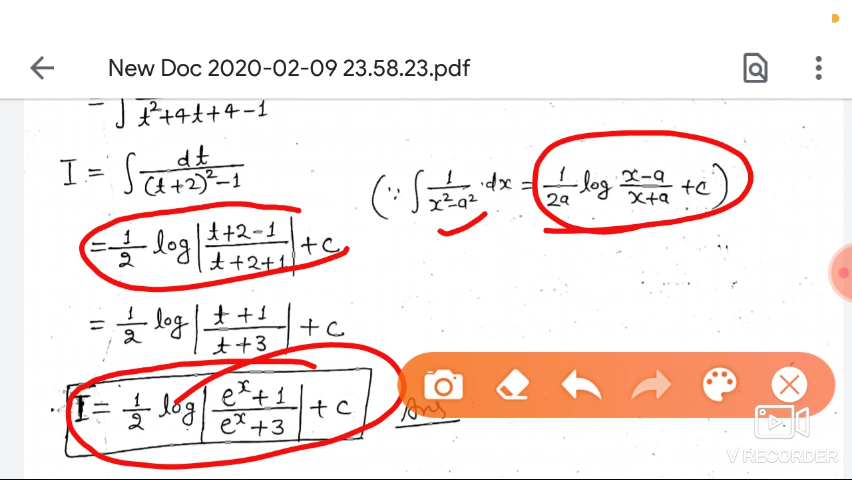 New Doc 2020-02-09 23.58.23.pdf
= ∫ t²+4t+4-1
I = ∫ dt/(t+2)²-1
(∵ ∫ 1/x²-a² · dx = 1/2a log x-a/x+a + c)
= 1/2 log |t+2-1/t+2+1| + c
= 1/2 log |t+1/t+3| + c
I = 1/2 log |eˣ+1/eˣ+3| + c Ans
V RECORDER